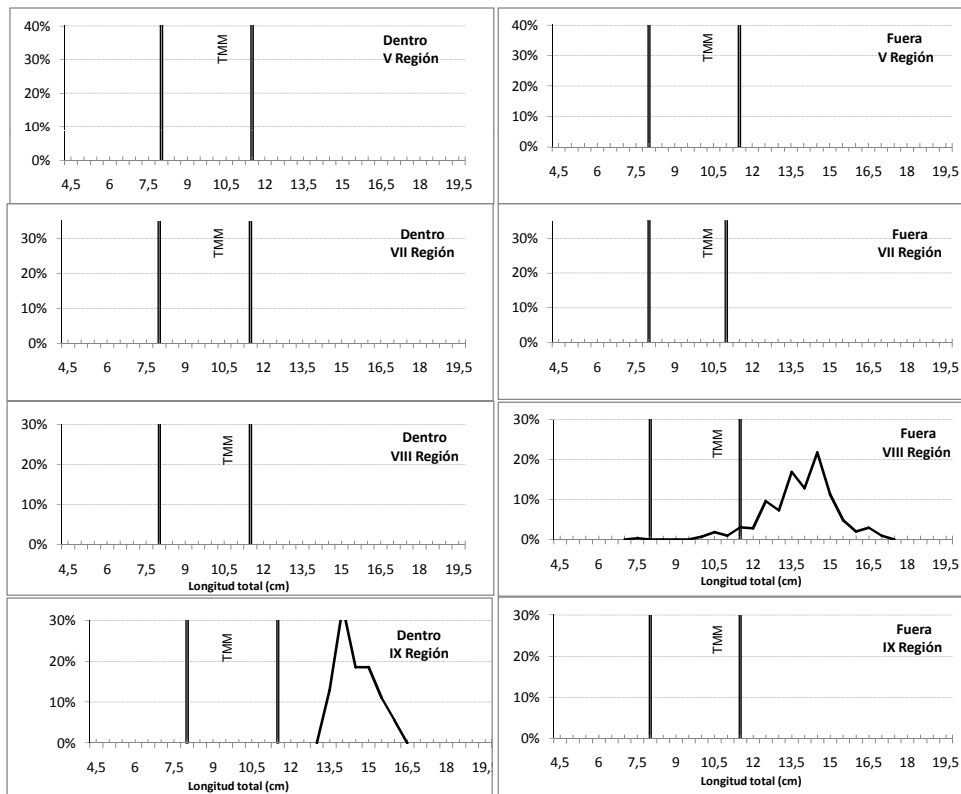 40%
30%
20%
10%
0%
TMM
Dentro
V Región
4,5 6 7,5 9 10,5 12 13,5 15 16,5 18 19,5
40%
30%
20%
10%
0%
TMM
Fuera
V Región
4,5 6 7,5 9 10,5 12 13,5 15 16,5 18 19,5
30%
20%
10%
0%
TMM
Dentro
VII Región
4,5 6 7,5 9 10,5 12 13,5 15 16,5 18 19,5
30%
20%
10%
0%
TMM
Fuera
VII Región
4,5 6 7,5 9 10,5 12 13,5 15 16,5 18 19,5
30%
20%
10%
0%
TMM
Dentro
VIII Región
4,5 6 7,5 9 10,5 12 13,5 15 16,5 18 19,5
Longitud total (cm)
30%
20%
10%
0%
TMM
Fuera
VIII Región
4,5 6 7,5 9 10,5 12 13,5 15 16,5 18 19,5
Longitud total (cm)
30%
20%
10%
0%
TMM
Dentro
IX Región
4,5 6 7,5 9 10,5 12 13,5 15 16,5 18 19,5
Longitud total (cm)
30%
20%
10%
0%
TMM
Fuera
IX Región
4,5 6 7,5 9 10,5 12 13,5 15 16,5 18 19,5
Longitud total (cm)